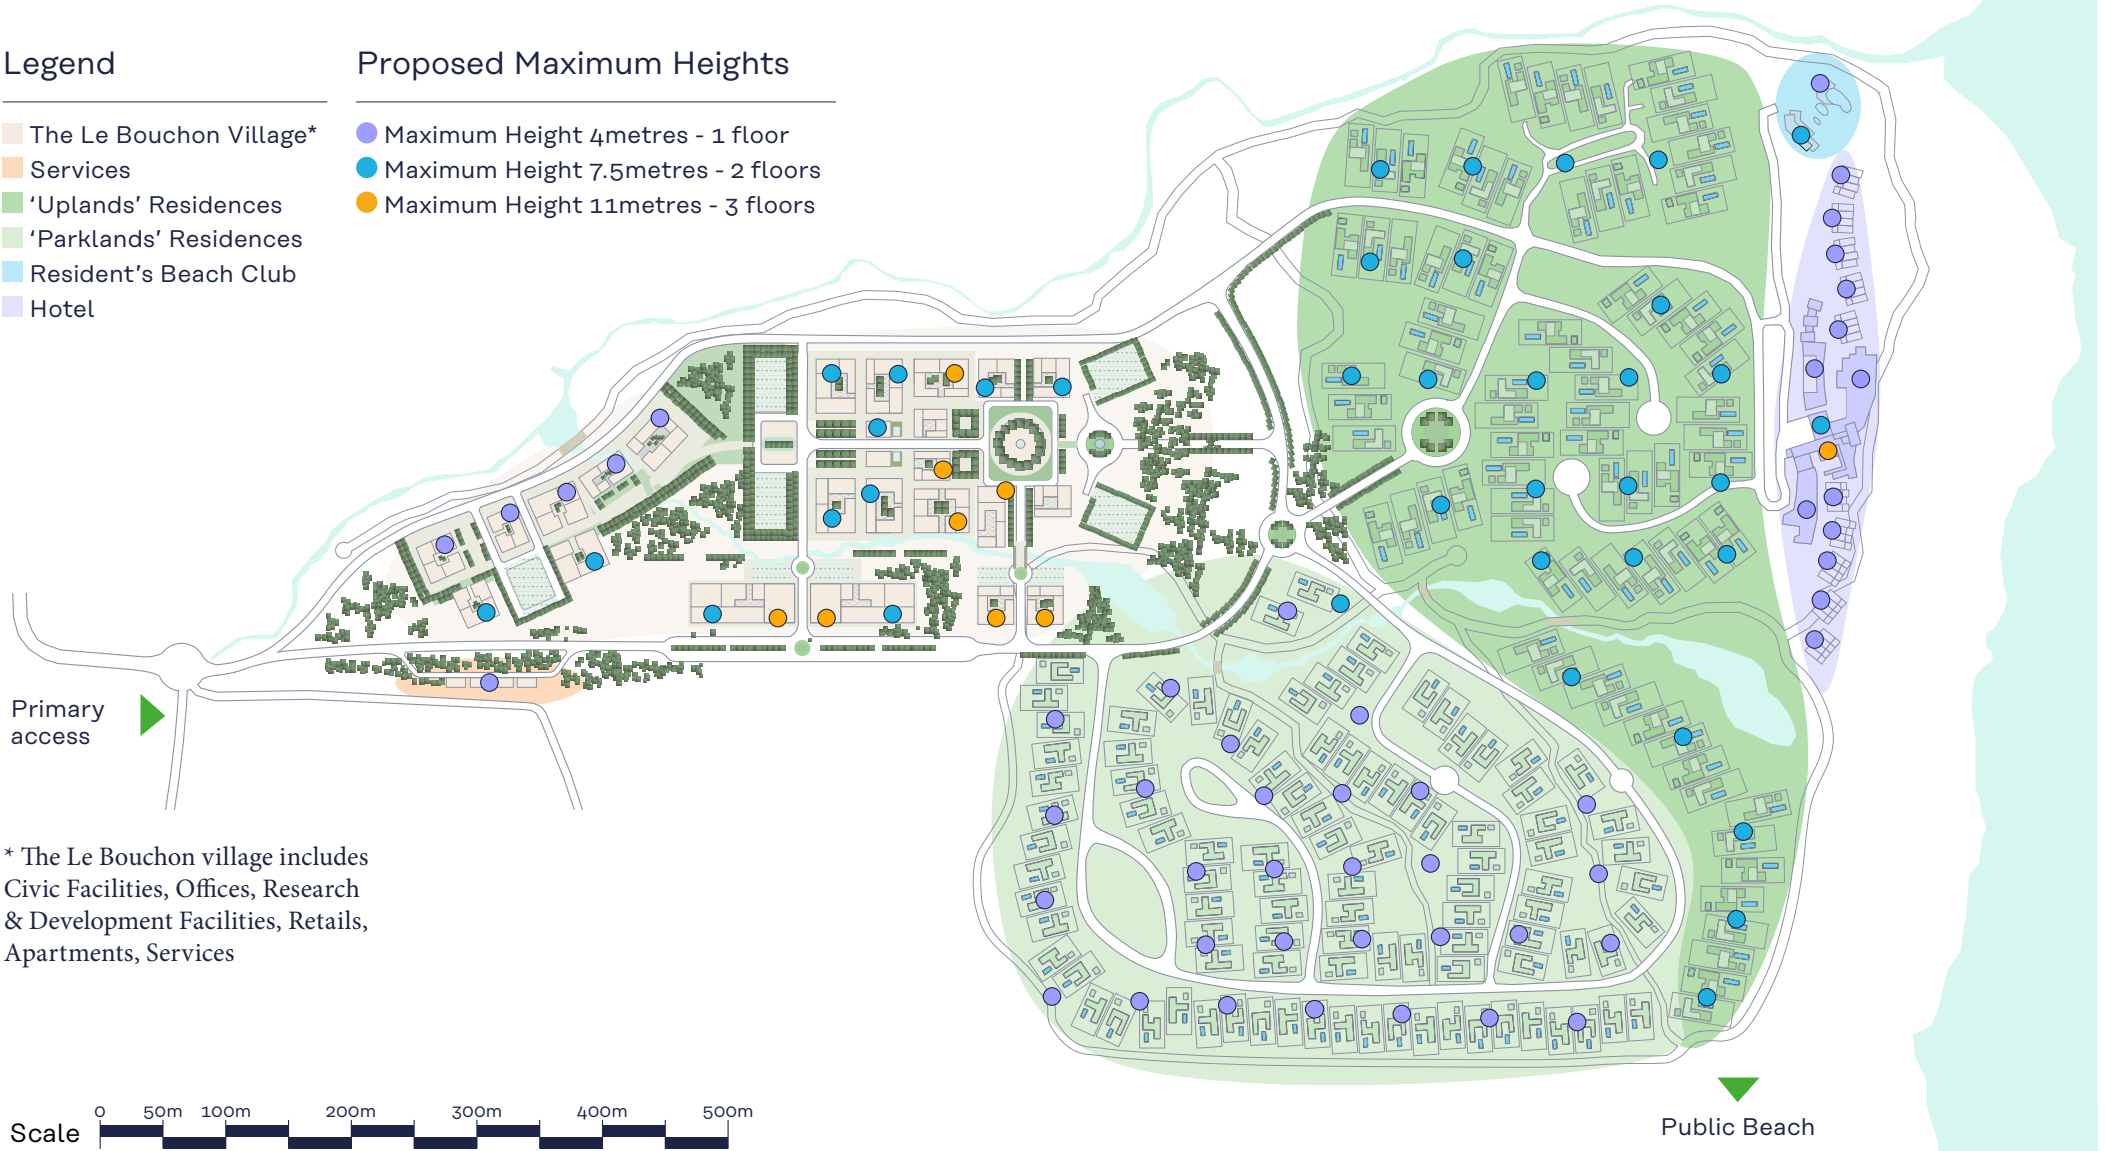 Legend
The Le Bouchon Village*
Services
‘Uplands’ Residences
‘Parklands’ Residences
Resident’s Beach Club
Hotel
Proposed Maximum Heights
Maximum Height 4metres - 1 floor
Maximum Height 7.5metres - 2 floors
Maximum Height 11metres - 3 floors
Primary
access
* The Le Bouchon village includes
Civic Facilities, Offices, Research
& Development Facilities, Retails,
Apartments, Services
Scale
0 50m 100m 200m 300m 400m 500m
Public Beach